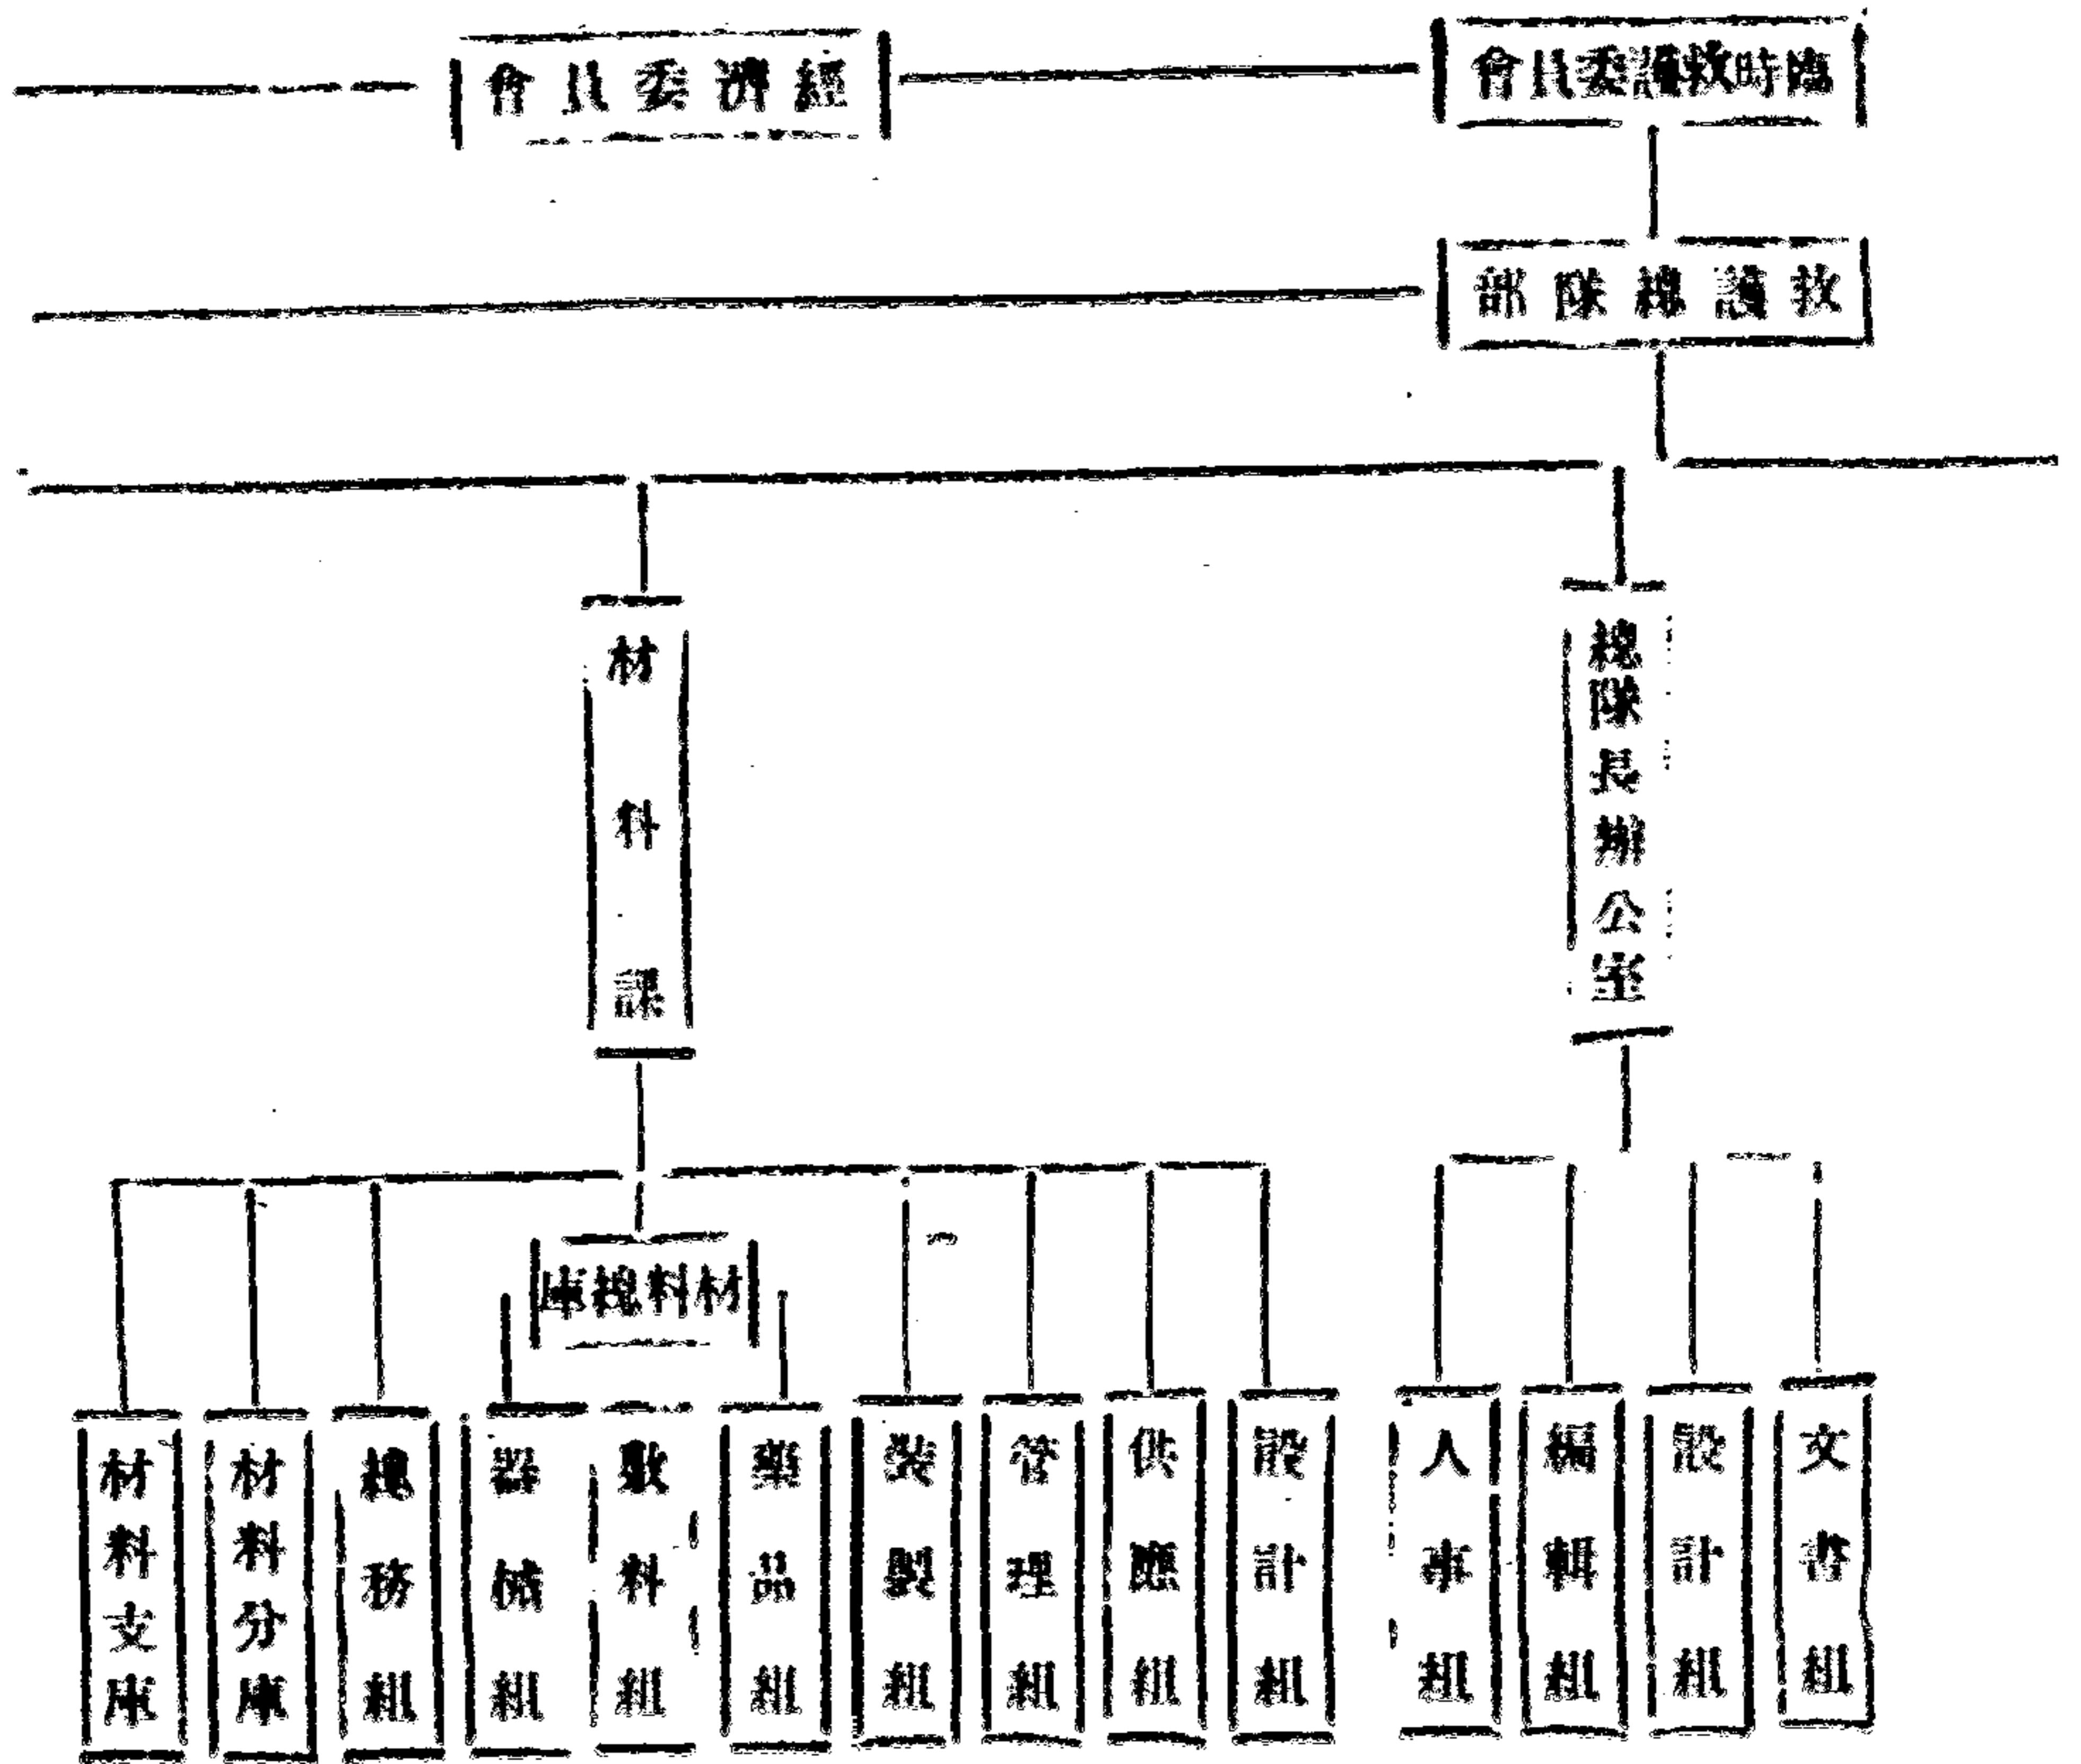 臨時救護委員會
經濟委員會
救護總隊部
總隊長辦公室
材料課
材料總庫
文書組
設計組
編輯組
人事組
設計組
供應組
管理組
裝製組
藥品組
敷料組
器械組
總務組
材料分庫
材料支庫